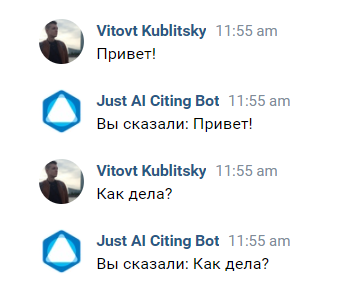 Vitovt Kublitsky 11:55 am
Привет!
Just AI Citing Bot 11:55 am
Вы сказали: Привет!
Vitovt Kublitsky 11:55 am
Как дела?
Just AI Citing Bot 11:55 am
Вы сказали: Как дела?